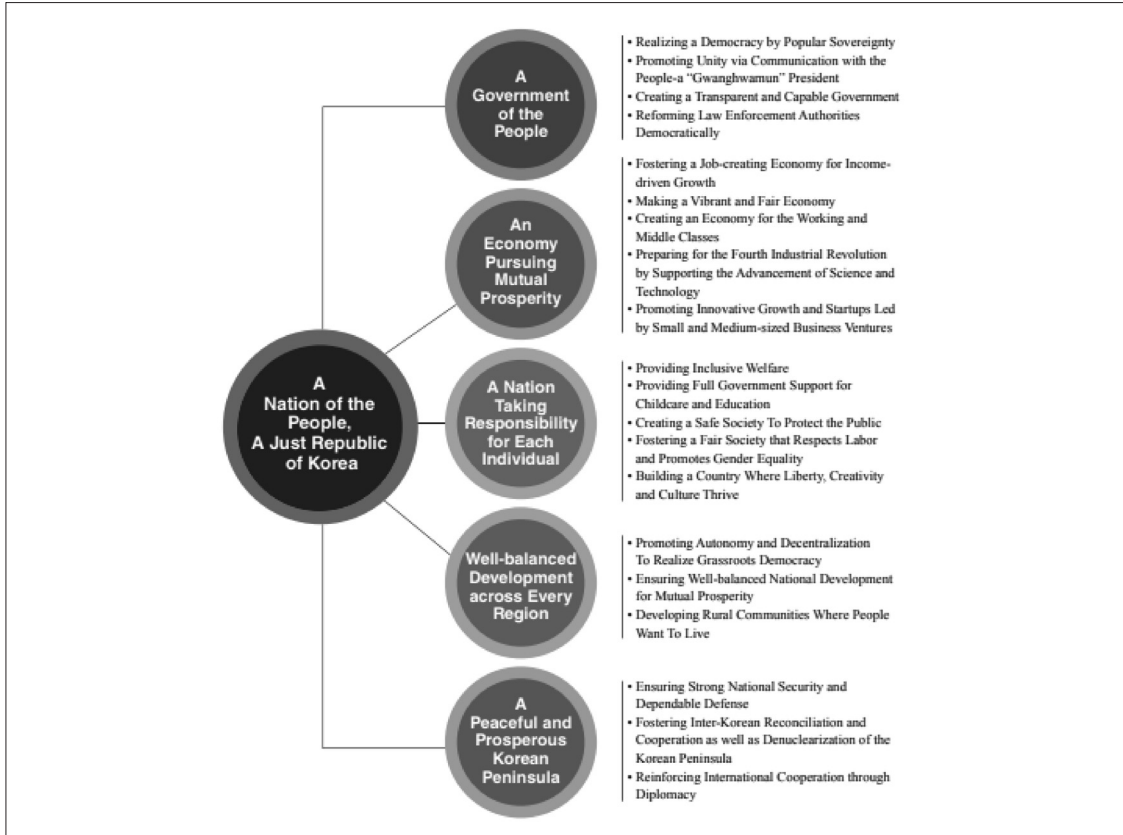 A
Nation of the
People,
A Just Republic
of Korea
A
Government
of the
People
• Realizing a Democracy by Popular Sovereignty
• Promoting Unity via Communication with the
People-a “Gwanghwamun” President
• Creating a Transparent and Capable Government
• Reforming Law Enforcement Authorities
Democratically
An
Economy
Pursuing
Mutual
Prosperity
• Fostering a Job-creating Economy for Income-
driven Growth
• Making a Vibrant and Fair Economy
• Creating an Economy for the Working and
Middle Classes
• Preparing for the Fourth Industrial Revolution
by Supporting the Advancement of Science and
Technology
• Promoting Innovative Growth and Startups Led
by Small and Medium-sized Business Ventures
A Nation
Taking
Responsibility
for Each
Individual
• Providing Inclusive Welfare
• Providing Full Government Support for
Childcare and Education
• Creating a Safe Society To Protect the Public
• Fostering a Fair Society that Respects Labor
and Promotes Gender Equality
• Building a Country Where Liberty, Creativity
and Culture Thrive
Well-balanced
Development
across Every
Region
• Promoting Autonomy and Decentralization
To Realize Grassroots Democracy
• Ensuring Well-balanced National Development
for Mutual Prosperity
• Developing Rural Communities Where People
Want To Live
A
Peaceful and
Prosperous
Korean
Peninsula
• Ensuring Strong National Security and
Dependable Defense
• Fostering Inter-Korean Reconciliation and
Cooperation as well as Denuclearization of the
Korean Peninsula
• Reinforcing International Cooperation through
Diplomacy